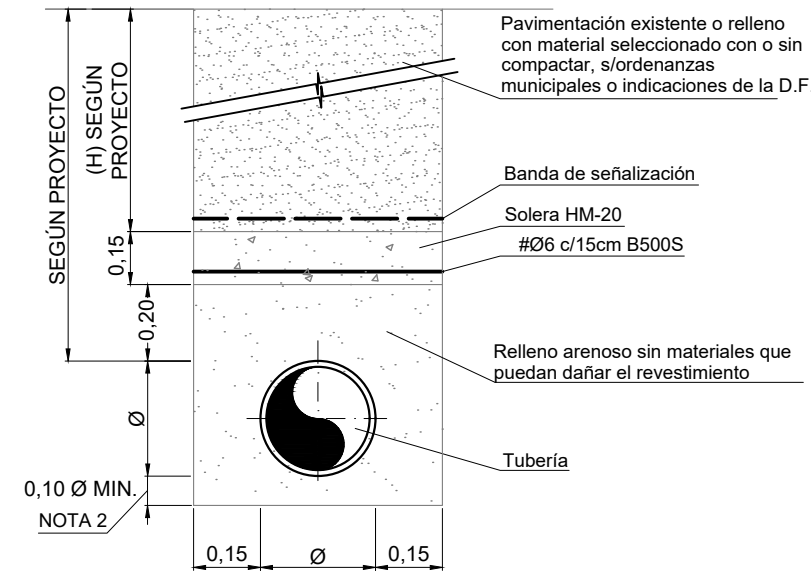 Pavimentación existente o relleno
con material seleccionado con o sin
compactar, s/ordenanzas
municipales o indicaciones de la D.F
SEGÚN PROYECTO
(H) SEGÚN
PROYECTO
Banda de señalización
Solera HM-20
#Ø6 c/15cm B500S
0,15
0,20
Relleno arenoso sin materiales que
puedan dañar el revestimiento
Ø
Tubería
0,10 Ø MIN.
NOTA 2
0,15
Ø
0,15